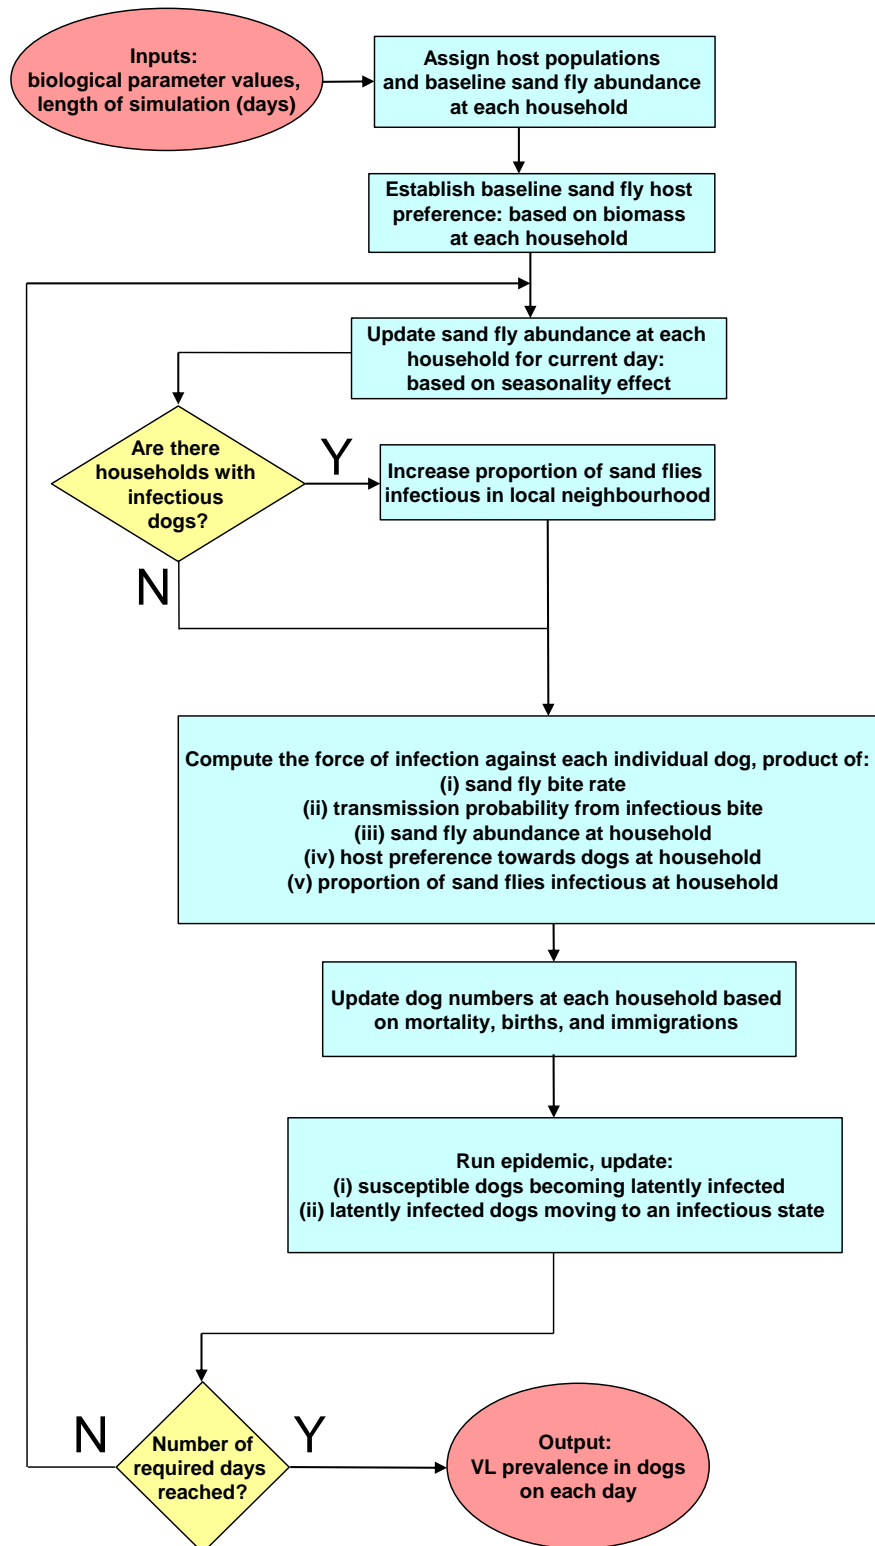 Inputs:
biological parameter values,
length of simulation (days)
Assign host populations
and baseline sand fly abundance
at each household
Establish baseline sand fly host
preference: based on biomass
at each household
Update sand fly abundance at each
household for current day:
based on seasonality effect
Are there
households with
infectious
dogs?
Y
Increase proportion of sand flies
infectious in local neighbourhood
N
Compute the force of infection against each individual dog, product of:
(i) sand fly bite rate
(ii) transmission probability from infectious bite
(iii) sand fly abundance at household
(iv) host preference towards dogs at household
(v) proportion of sand flies infectious at household
Update dog numbers at each household based
on mortality, births, and immigrations
Run epidemic, update:
(i) susceptible dogs becoming latently infected
(ii) latently infected dogs moving to an infectious state
N
Number of
required days
reached?
Y
Output:
VL prevalence in dogs
on each day